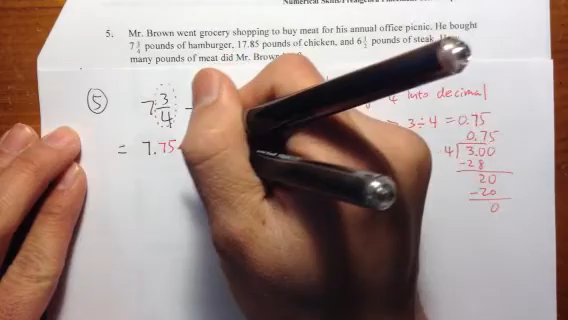 Numerical Skills/Prealgebra
5. Mr. Brown went grocery shopping to buy meat for his annual office picnic. He bought
7 3/4 pounds of hamburger, 17.85 pounds of chicken, and 6 1/2 pounds of steak.
many pounds of meat did Mr. Brown
⑤ 7 3/4
into decimal
3÷4 = 0.75
= 7.75
0.75
4 3.00
-28
20
-20
0